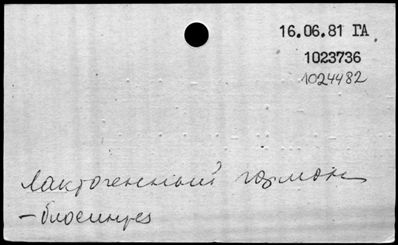 16.06.81 ГА
1023736
1024482
Лактогенный гормон
- биосинтез